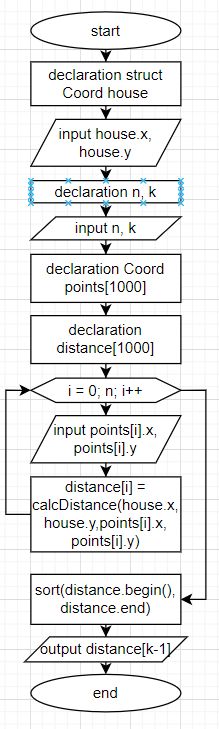 start
declaration struct
Coord house
input house.x,
house.y
declaration n, k
input n, k
declaration Coord
points[1000]
declaration
distance[1000]
i = 0; n; i++
input points[i].x,
points[i].y
distance[i] =
calcDistance(house.x,
house.y,points[i].x,
points[i].y)
sort(distance.begin(),
distance.end)
output distance[k-1]
end